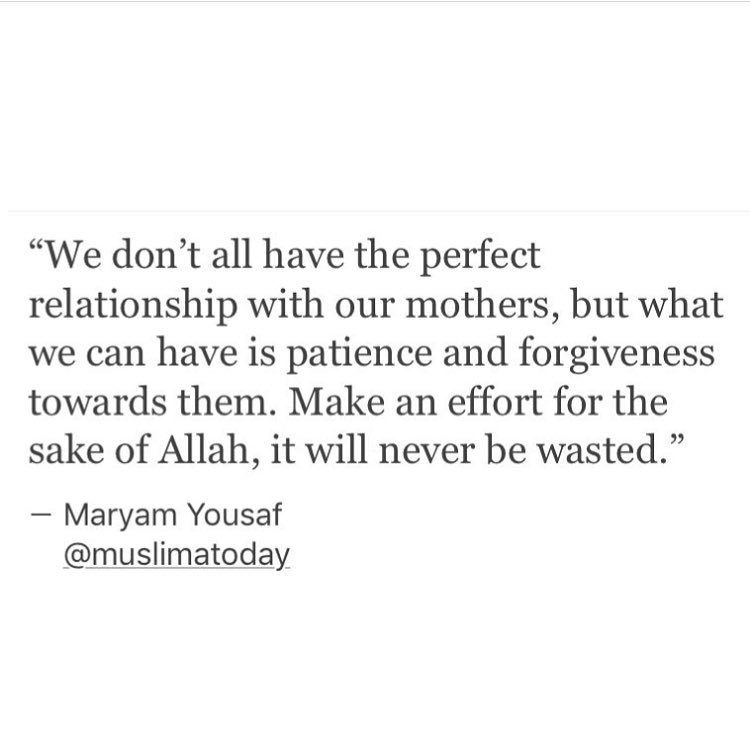 “We don’t all have the perfect
relationship with our mothers, but what
we can have is patience and forgiveness
towards them. Make an effort for the
sake of Allah, it will never be wasted.”
— Maryam Yousaf
@muslimatoday